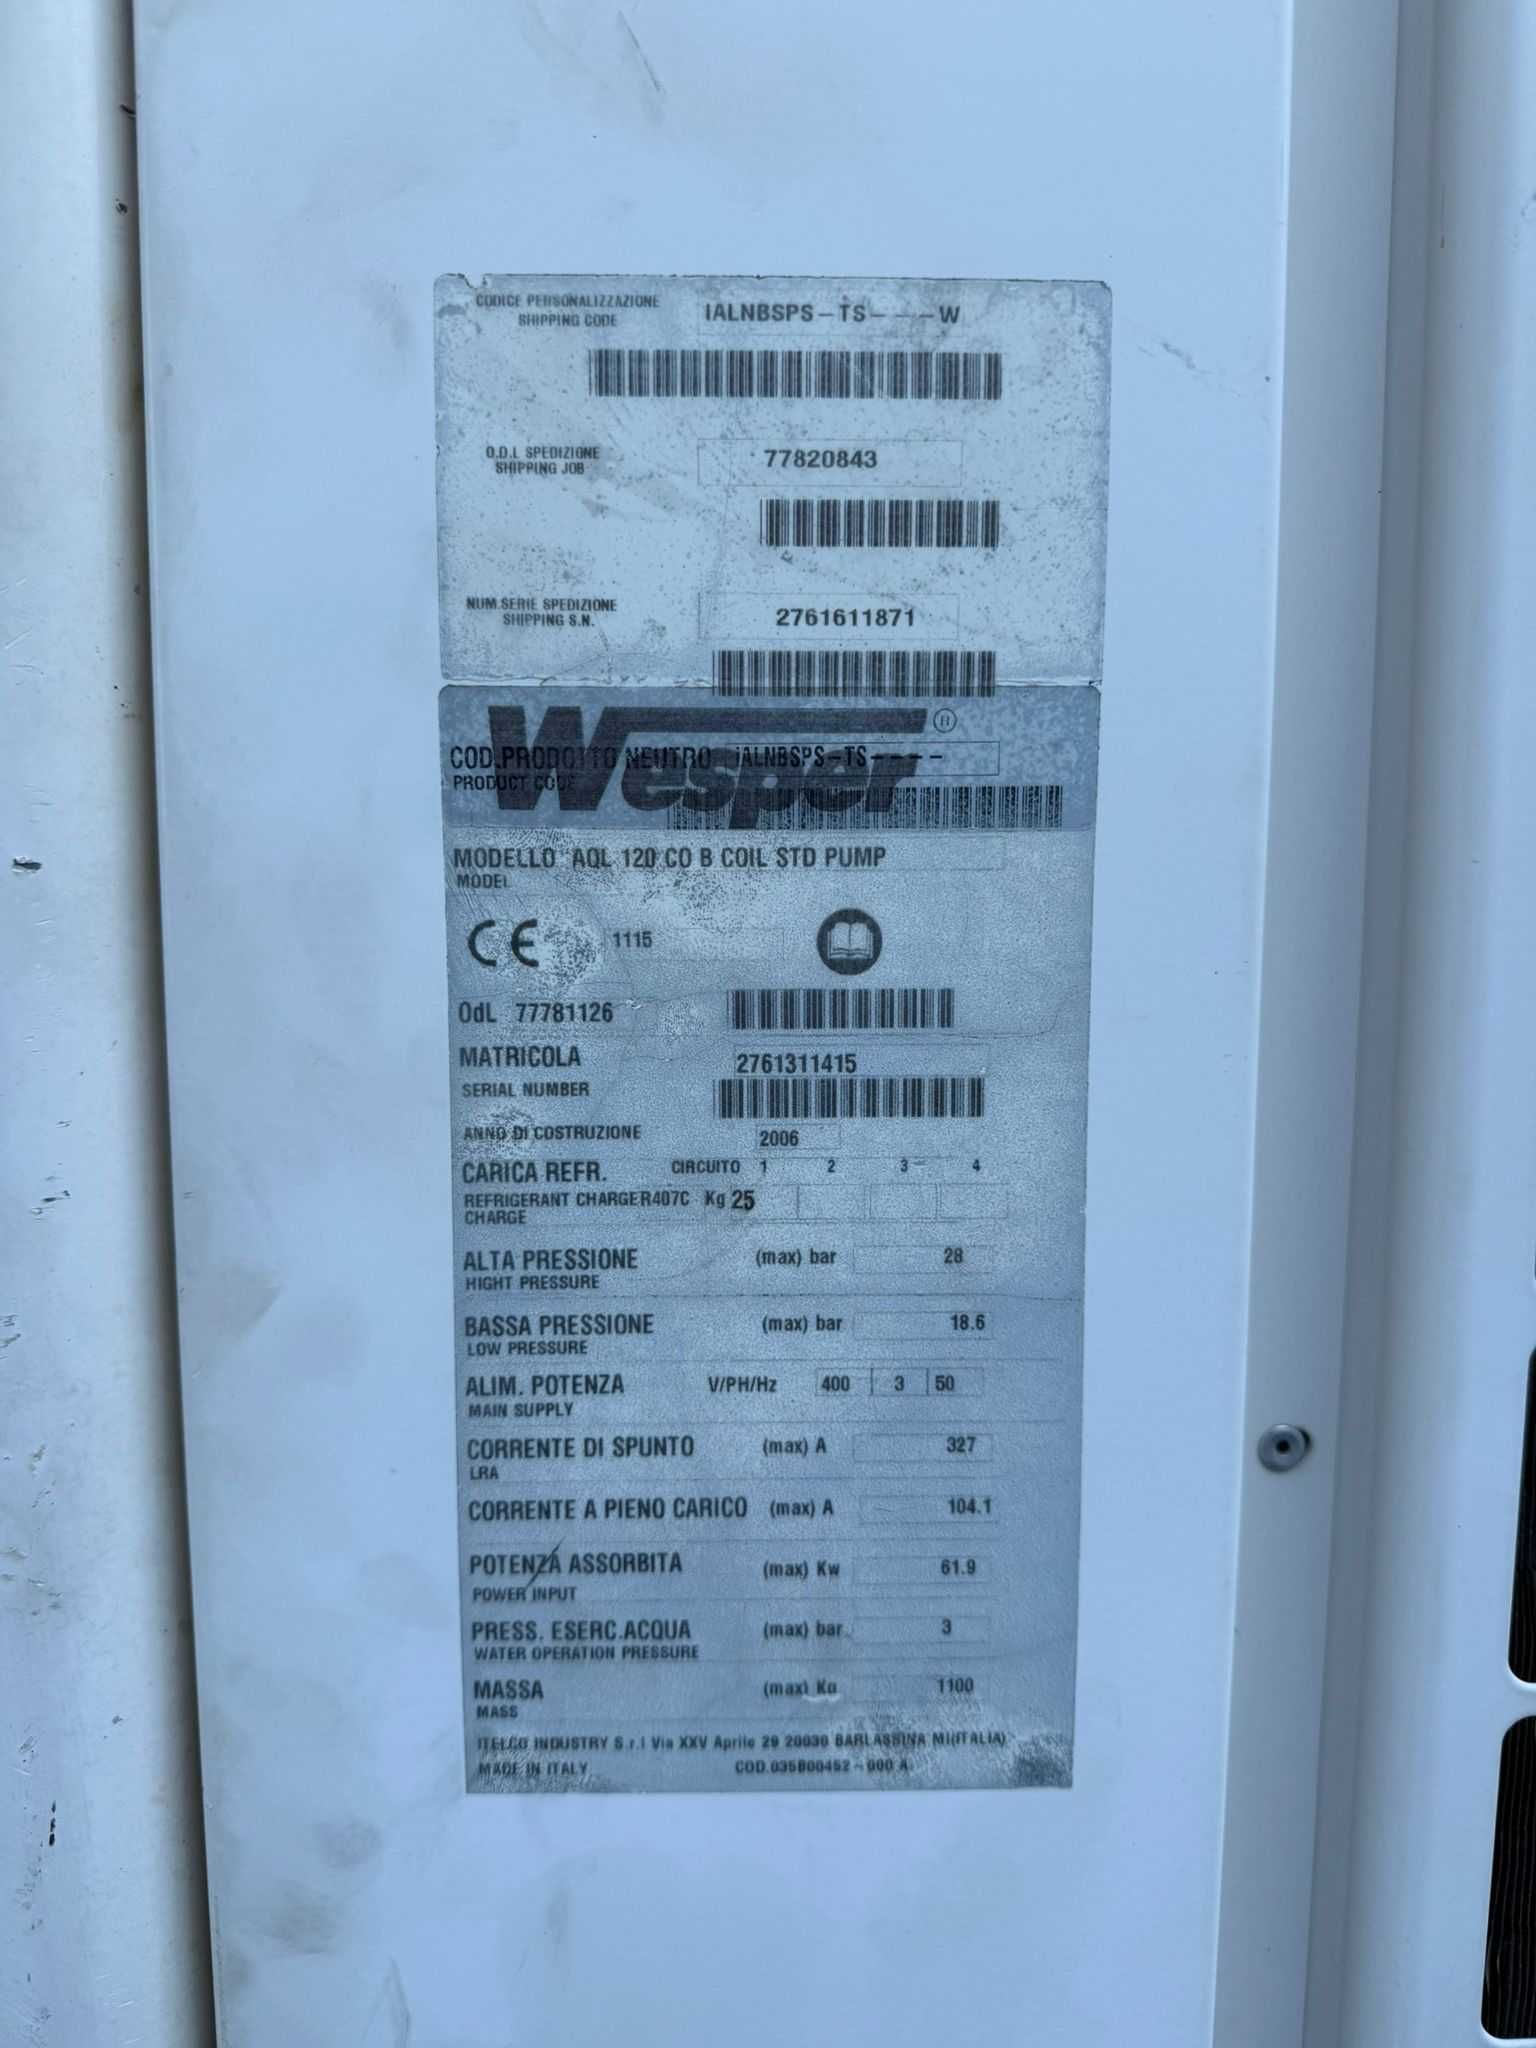 CODICE PERSONALIZZAZIONE IALNBSPS-TS----W
SHIPPING CODE
O.D.L SPEDIZIONE 77820843
SHIPPING JOB
NUM.SERIE SPEDIZIONE 2761611871
SHIPPING S.N.
Wesper ®
COD.PRODOTTO NEUTRO IALNBSPS-TS----
PRODUCT CODE
MODELLO AQL 120 CO B COIL STD PUMP
MODEL
CE 1115
OdL 77781126
MATRICOLA 2761311415
SERIAL NUMBER
ANNO DI COSTRUZIONE 2006
CARICA REFR. CIRCUITO 1 2 3 4
REFRIGERANT CHARGE R407C Kg 25
CHARGE
ALTA PRESSIONE (max) bar 28
HIGHT PRESSURE
BASSA PRESSIONE (max) bar 18.6
LOW PRESSURE
ALIM. POTENZA V/PH/Hz 400 3 50
MAIN SUPPLY
CORRENTE DI SPUNTO (max) A 327
LRA
CORRENTE A PIENO CARICO (max) A 104.1
POTENZA ASSORBITA (max) Kw 61.9
POWER INPUT
PRESS. ESERC.ACQUA (max) bar 3
WATER OPERATION PRESSURE
MASSA (max) Kg 1100
MASS
ITELCO INDUSTRY S.r.l Via XXV Aprile 29 20030 BARLASSINA MI(ITALIA)
MADE IN ITALY COD.035B00452-000 A